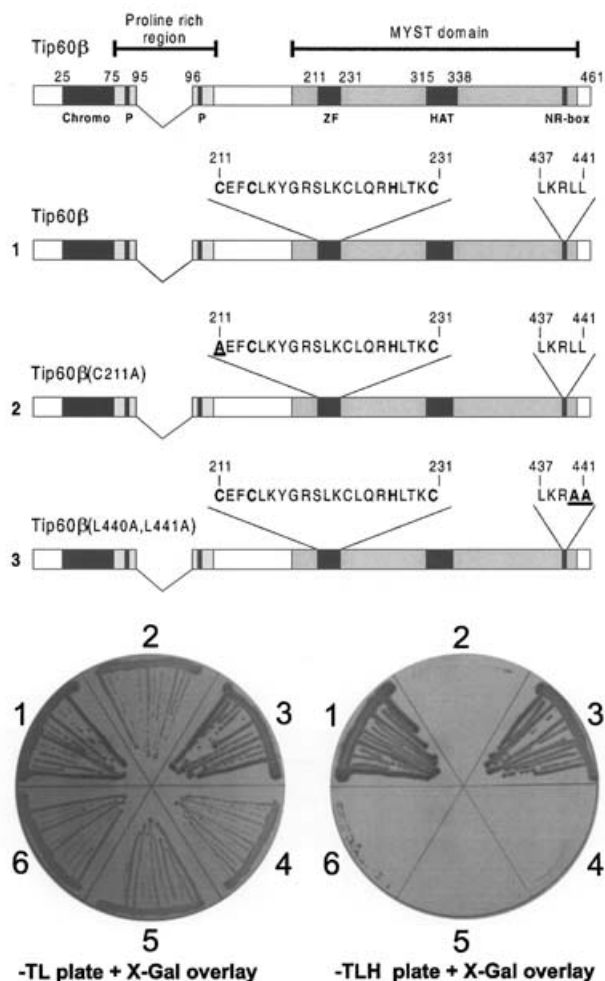 Proline rich
region
MYST domain
Tip60β
25 75 95 96 211 231 315 338 461
Chromo P P ZF HAT NR-box
211 231 437 441
CEFCLKYGRSLKCLQRHLTKC LKRLL
Tip60β
1
211 231 437 441
AEFCLKYGRSLKCLQRHLTKC LKRLL
Tip60β(C211A)
2
211 231 437 441
CEFCLKYGRSLKCLQRHLTKC LKRAA
Tip60β(L440A,L441A)
3
2 2
1 3 1 3
6 4 6 4
5 5
-TL plate + X-Gal overlay -TLH plate + X-Gal overlay